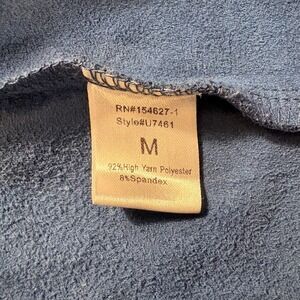 RN#154627-1
Style#U7461
M
92%High Yarn Polyester
8%Spandex